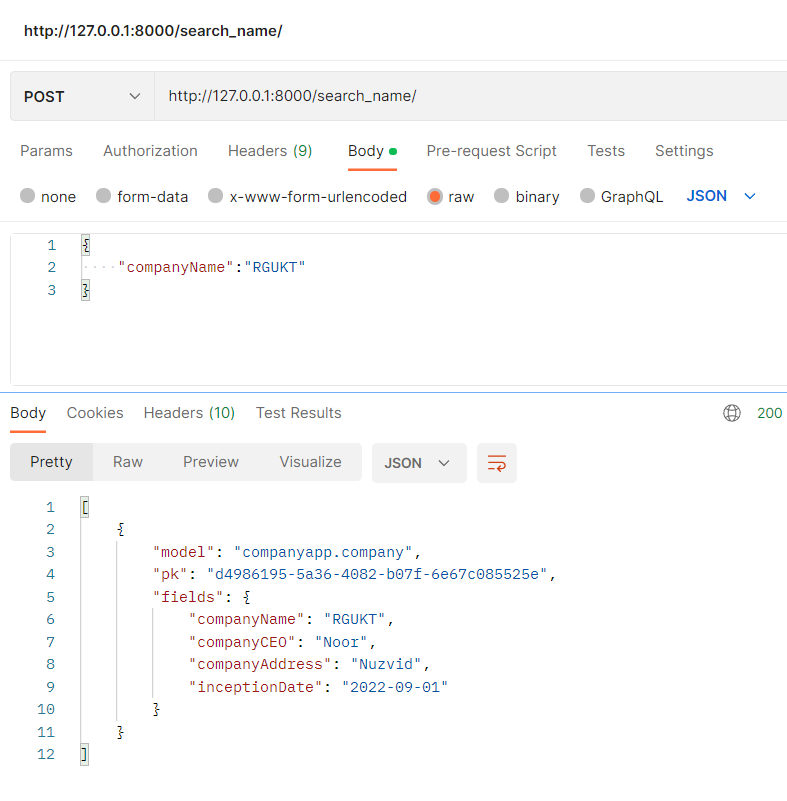 http://127.0.0.1:8000/search_name/
POST http://127.0.0.1:8000/search_name/
Params Authorization Headers (9) Body Pre-request Script Tests Settings
none form-data x-www-form-urlencoded raw binary GraphQL JSON
1 {
2 ····"companyName":"RGUKT"
3 }
Body Cookies Headers (10) Test Results 200
Pretty Raw Preview Visualize JSON
1 [
2 {
3 "model": "companyapp.company",
4 "pk": "d4986195-5a36-4082-b07f-6e67c085525e",
5 "fields": {
6 "companyName": "RGUKT",
7 "companyCEO": "Noor",
8 "companyAddress": "Nuzvid",
9 "inceptionDate": "2022-09-01"
10 }
11 }
12 ]